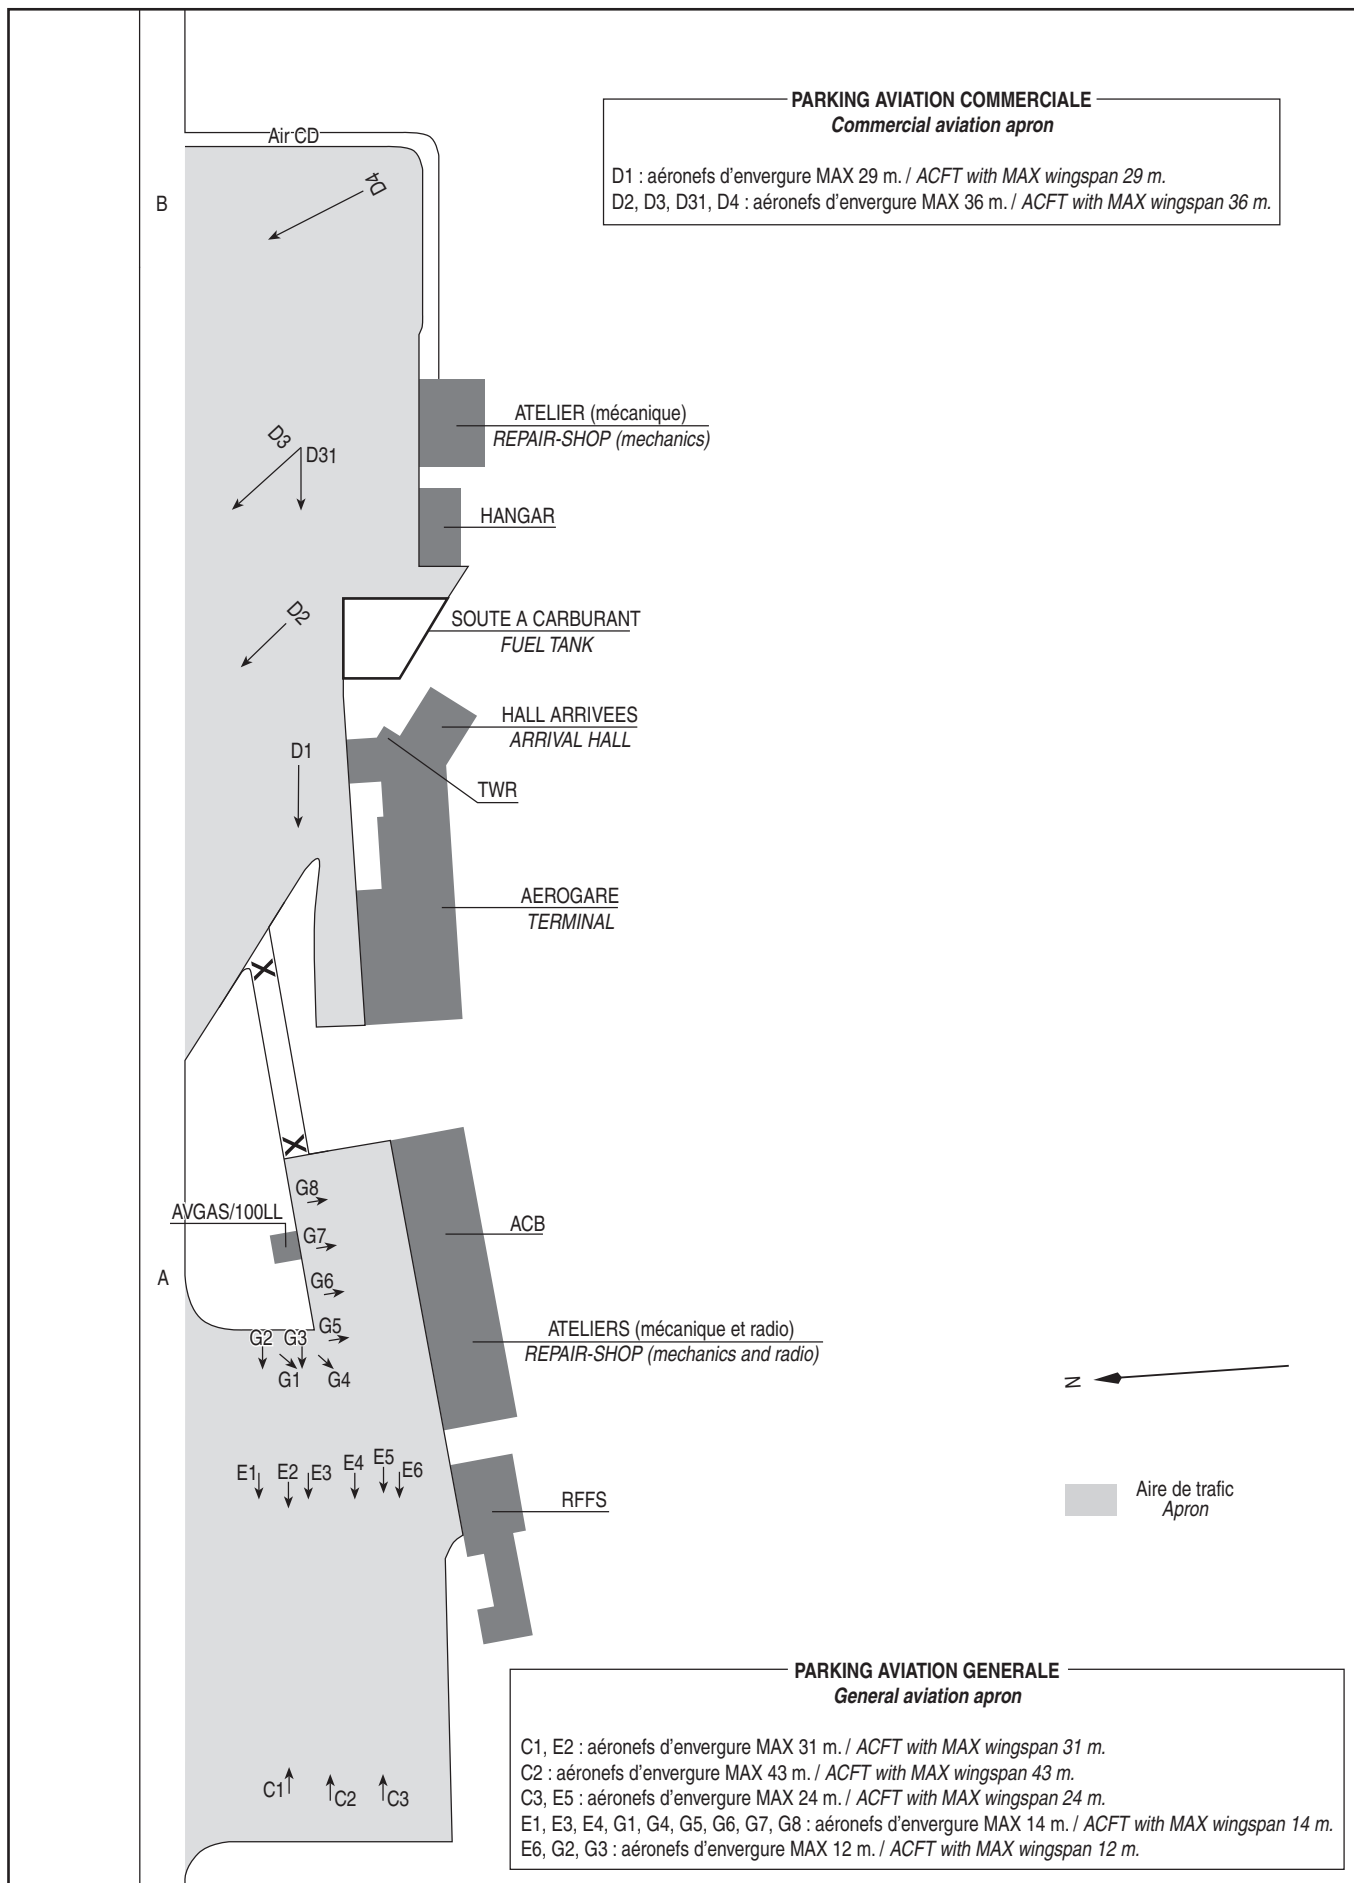 PARKING AVIATION COMMERCIALE
Commercial aviation apron
D1 : aéronefs d'envergure MAX 29 m. / ACFT with MAX wingspan 29 m.
D2, D3, D31, D4 : aéronefs d'envergure MAX 36 m. / ACFT with MAX wingspan 36 m.
Air CD
D4
B
ATELIER (mécanique)
REPAIR-SHOP (mechanics)
D3
D31
HANGAR
D2
SOUTE A CARBURANT
FUEL TANK
HALL ARRIVEES
ARRIVAL HALL
D1
TWR
AEROGARE
TERMINAL
X
X
G8
AVGAS/100LL
G7
ACB
A
G6
G5
G2
G3
G1
G4
ATELIERS (mécanique et radio)
REPAIR-SHOP (mechanics and radio)
N
E1
E2
E3
E4
E5
E6
RFFS
Aire de trafic
Apron
PARKING AVIATION GENERALE
General aviation apron
C1, E2 : aéronefs d'envergure MAX 31 m. / ACFT with MAX wingspan 31 m.
C2 : aéronefs d'envergure MAX 43 m. / ACFT with MAX wingspan 43 m.
C3, E5 : aéronefs d'envergure MAX 24 m. / ACFT with MAX wingspan 24 m.
E1, E3, E4, G1, G4, G5, G6, G7, G8 : aéronefs d'envergure MAX 14 m. / ACFT with MAX wingspan 14 m.
E6, G2, G3 : aéronefs d'envergure MAX 12 m. / ACFT with MAX wingspan 12 m.
C1
C2
C3